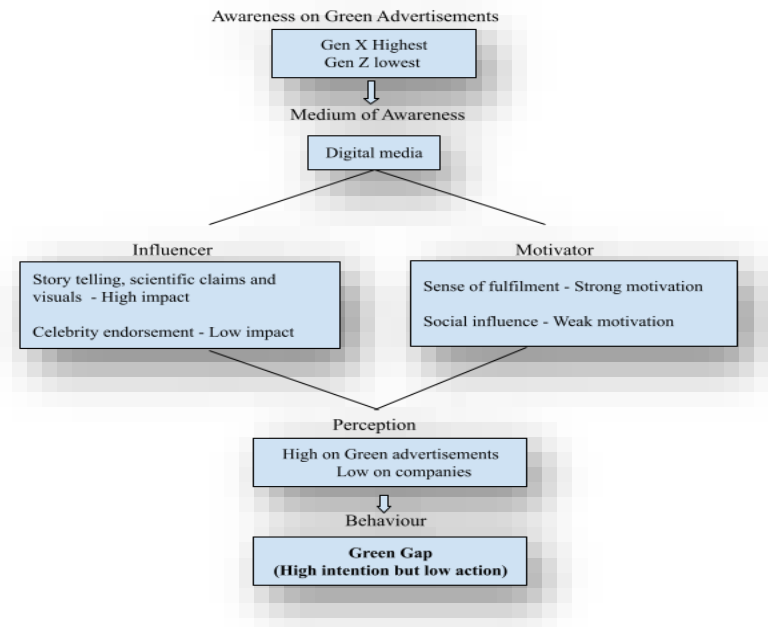 Awareness on Green Advertisements
Gen X Highest
Gen Z lowest
Medium of Awareness
Digital media
Influencer
Story telling, scientific claims and
visuals - High impact
Celebrity endorsement - Low impact
Motivator
Sense of fulfilment - Strong motivation
Social influence - Weak motivation
Perception
High on Green advertisements
Low on companies
Behaviour
Green Gap
(High intention but low action)